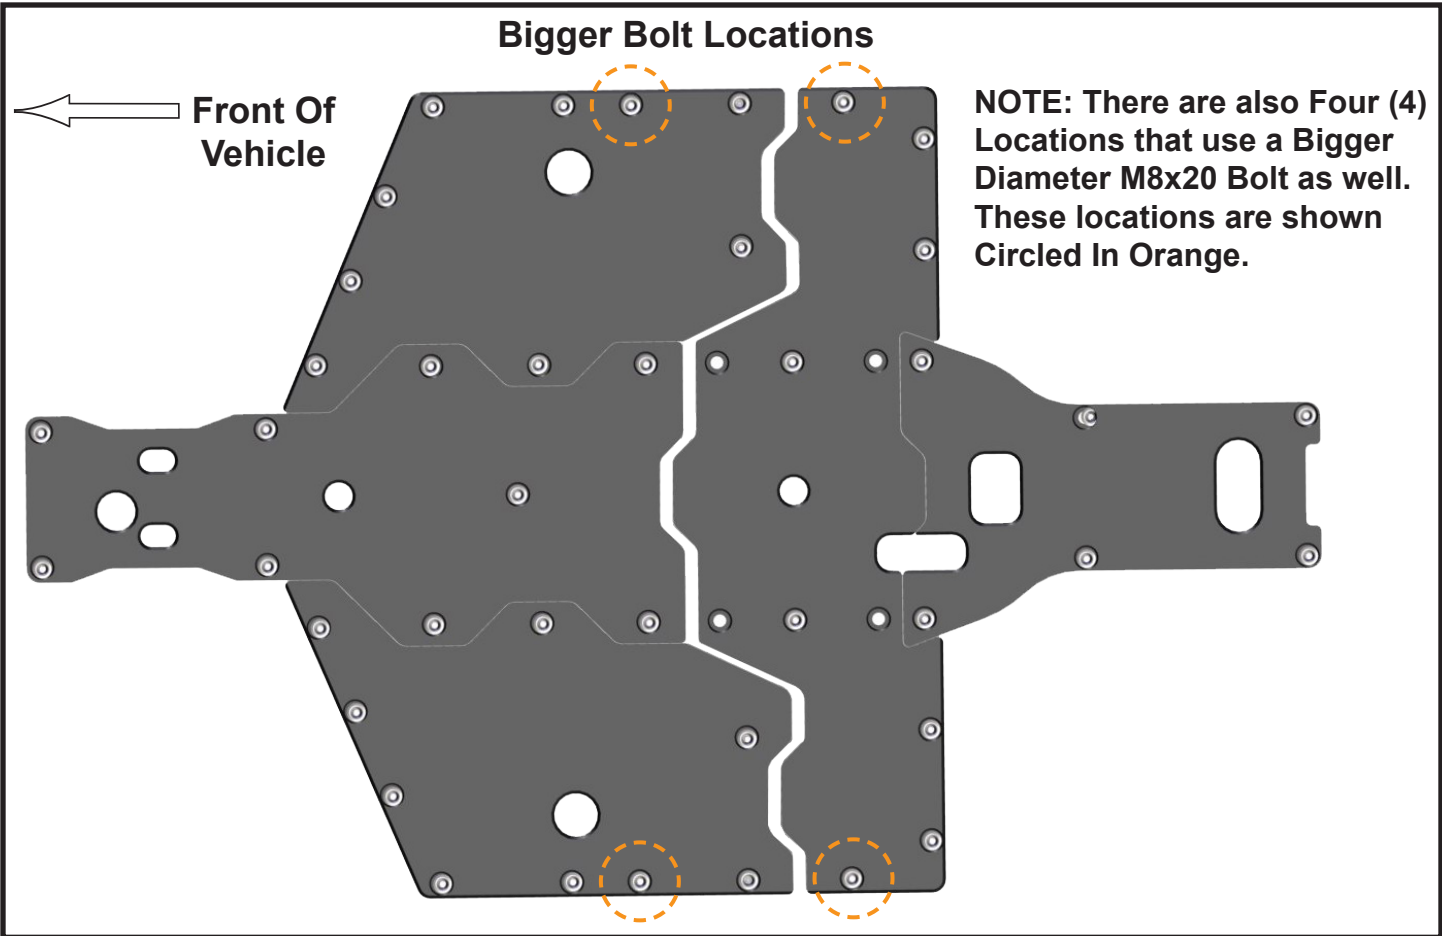 Bigger Bolt Locations
Front Of
Vehicle
NOTE: There are also Four (4)
Locations that use a Bigger
Diameter M8x20 Bolt as well.
These locations are shown
Circled In Orange.